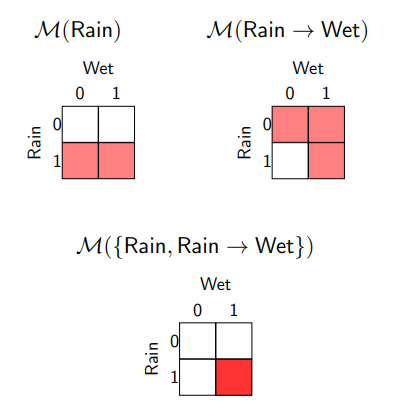 ℳ(Rain)
Wet
0 1
Rain
0
1
ℳ(Rain → Wet)
Wet
0 1
Rain
0
1
ℳ({Rain, Rain → Wet})
Wet
0 1
Rain
0
1